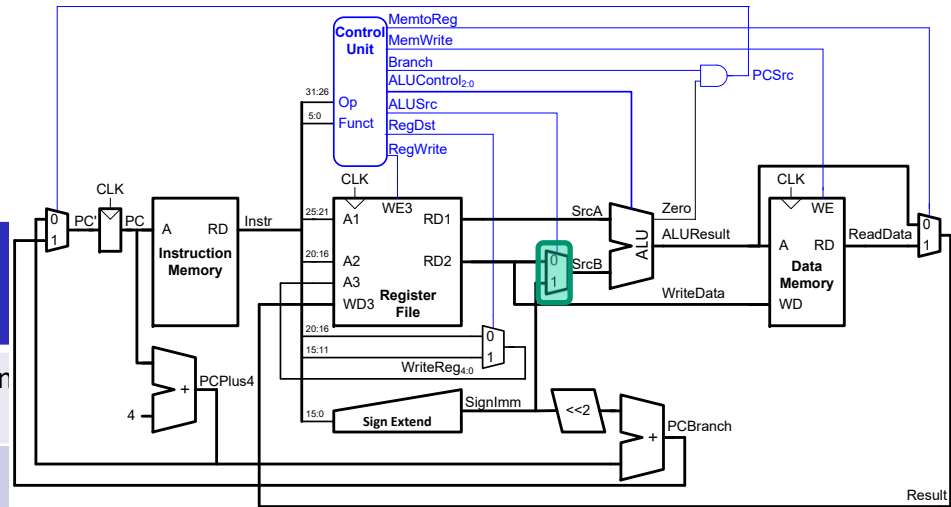 MemtoReg
Control
Unit
MemWrite
Branch
PCSrc
ALUControl2:0
31:26
Op
ALUSrc
5:0
Funct
RegDst
RegWrite
CLK
CLK
CLK
0
1
PC'
PC
A
RD
Instruction
Memory
Instr
25:21
A1
WE3
RD1
SrcA
Zero
ALU
ALUResult
WE
A
RD
ReadData
0
1
20:16
A2
RD2
0
1
SrcB
A3
WD3
Register
File
WriteData
Data
Memory
WD
20:16
0
15:11
1
WriteReg4:0
PCPlus4
+
4
SignImm
15:0
Sign Extend
<<2
+
PCBranch
Result